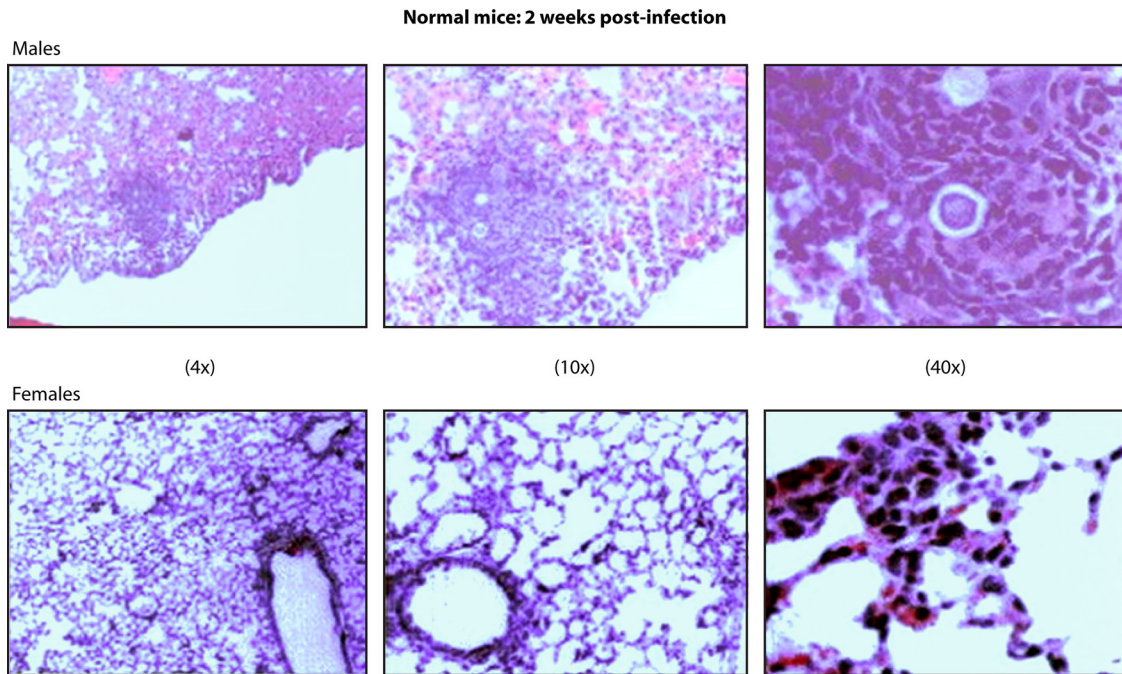 Normal mice: 2 weeks post-infection
Males
(4x)
(10x)
(40x)
Females